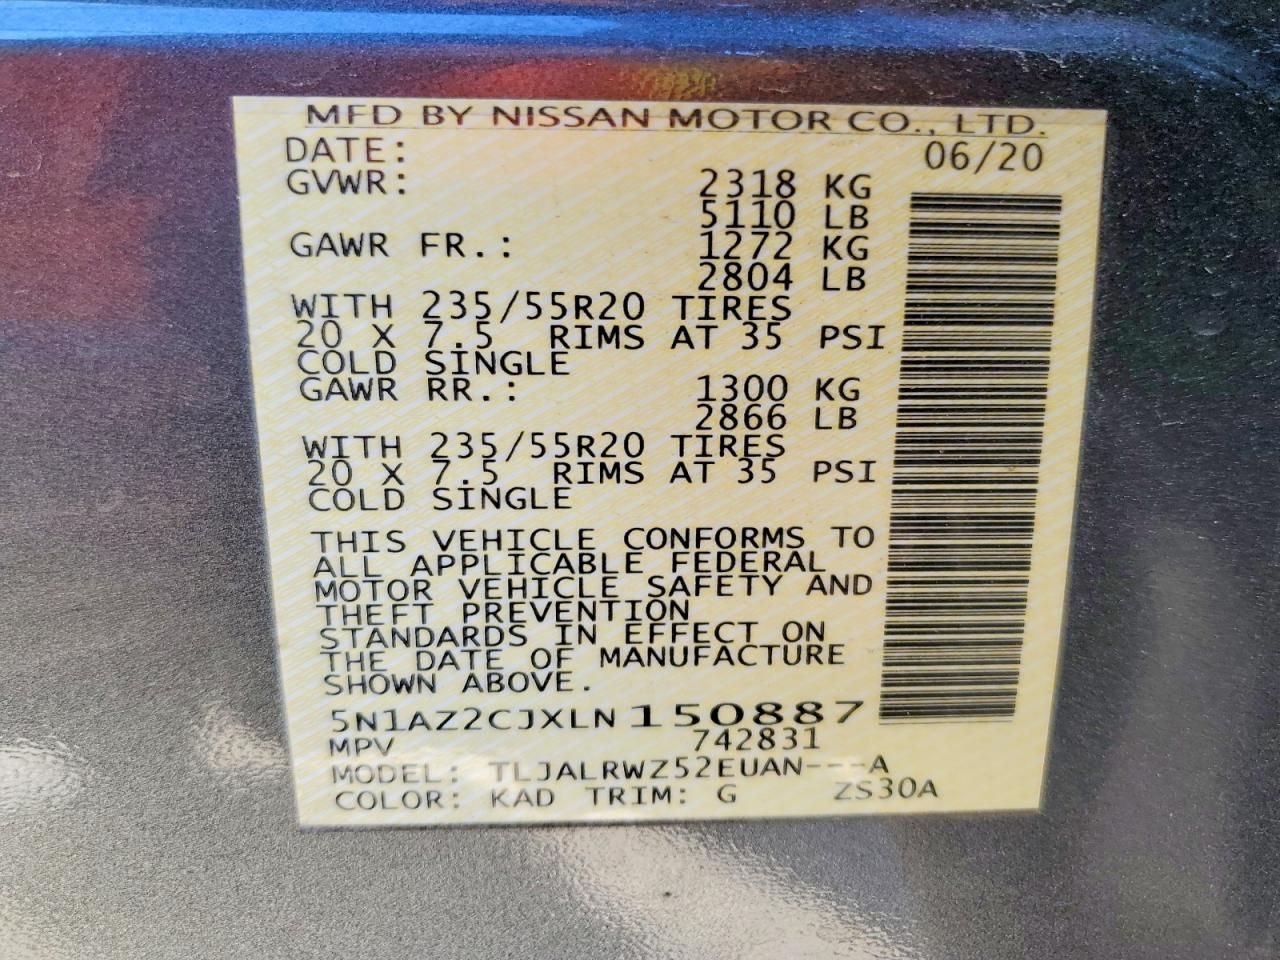 MFD BY NISSAN MOTOR CO., LTD.
DATE: 06/20
GVWR: 2318 KG
5110 LB
GAWR FR.: 1272 KG
2804 LB
WITH 235/55R20 TIRES
20 X 7.5 RIMS AT 35 PSI
COLD SINGLE
GAWR RR.: 1300 KG
2866 LB
WITH 235/55R20 TIRES
20 X 7.5 RIMS AT 35 PSI
COLD SINGLE
THIS VEHICLE CONFORMS TO
ALL APPLICABLE FEDERAL
MOTOR VEHICLE SAFETY AND
THEFT PREVENTION
STANDARDS IN EFFECT ON
THE DATE OF MANUFACTURE
SHOWN ABOVE.
5N1AZ2CJXLN150887
MPV 742831
MODEL: TLJALRWZ52EUAN---A
COLOR: KAD TRIM: G ZS30A